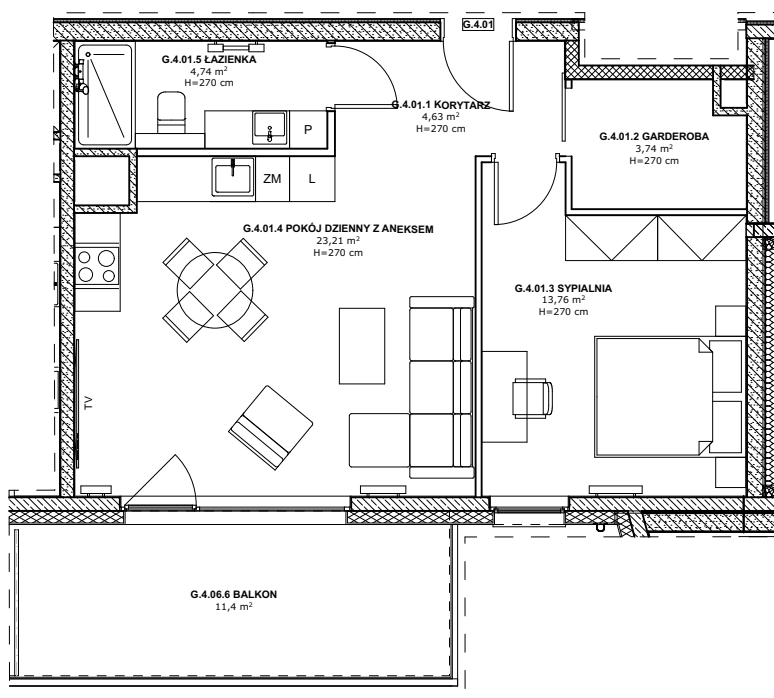 G.4.01
G.4.01.5 ŁAZIENKA
4,74 m²
H=270 cm
G.4.01.1 KORYTARZ
4,63 m²
H=270 cm
P
G.4.01.2 GARDEROBA
3,74 m²
H=270 cm
ZM
L
G.4.01.4 POKÓJ DZIENNY Z ANEKSEM
23,21 m²
H=270 cm
G.4.01.3 SYPIALNIA
13,76 m²
H=270 cm
TV
G.4.06.6 BALKON
11,4 m²